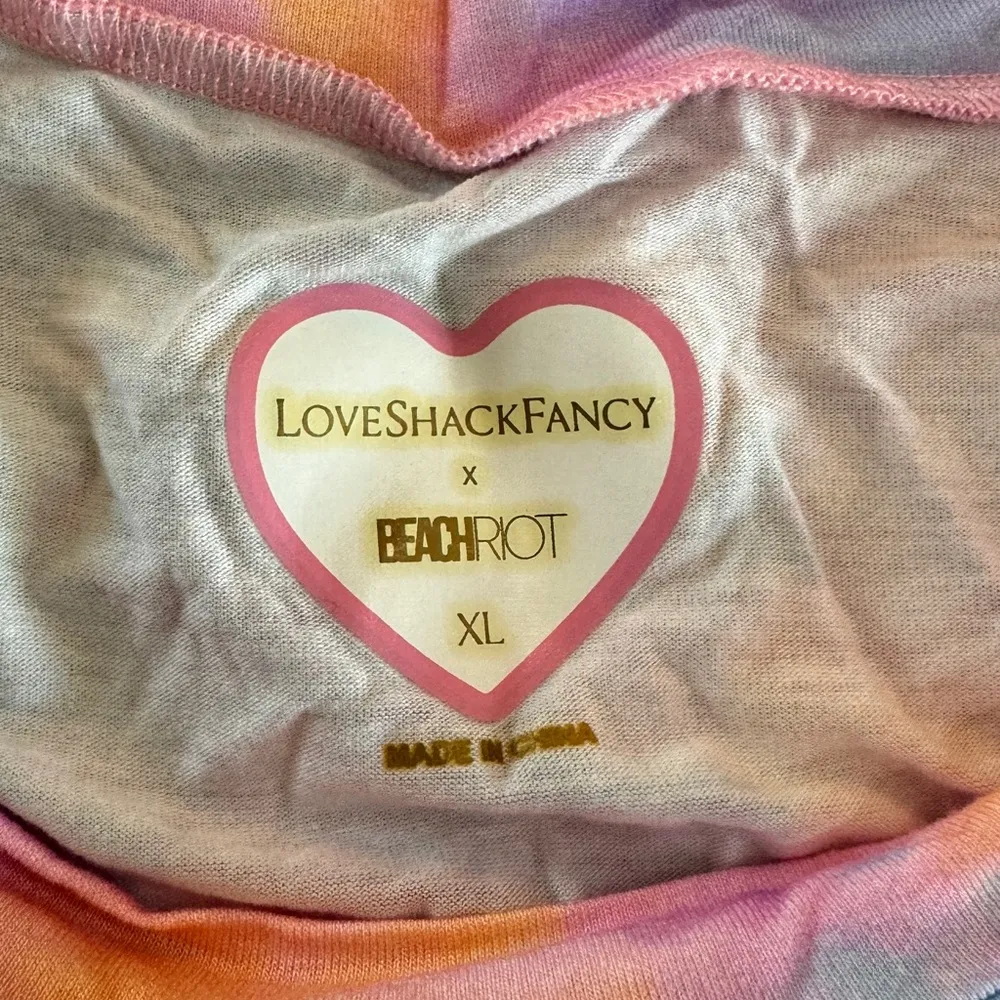 LOVESHACKFANCY
X
BEACHRIOT
XL
MADE IN CHINA